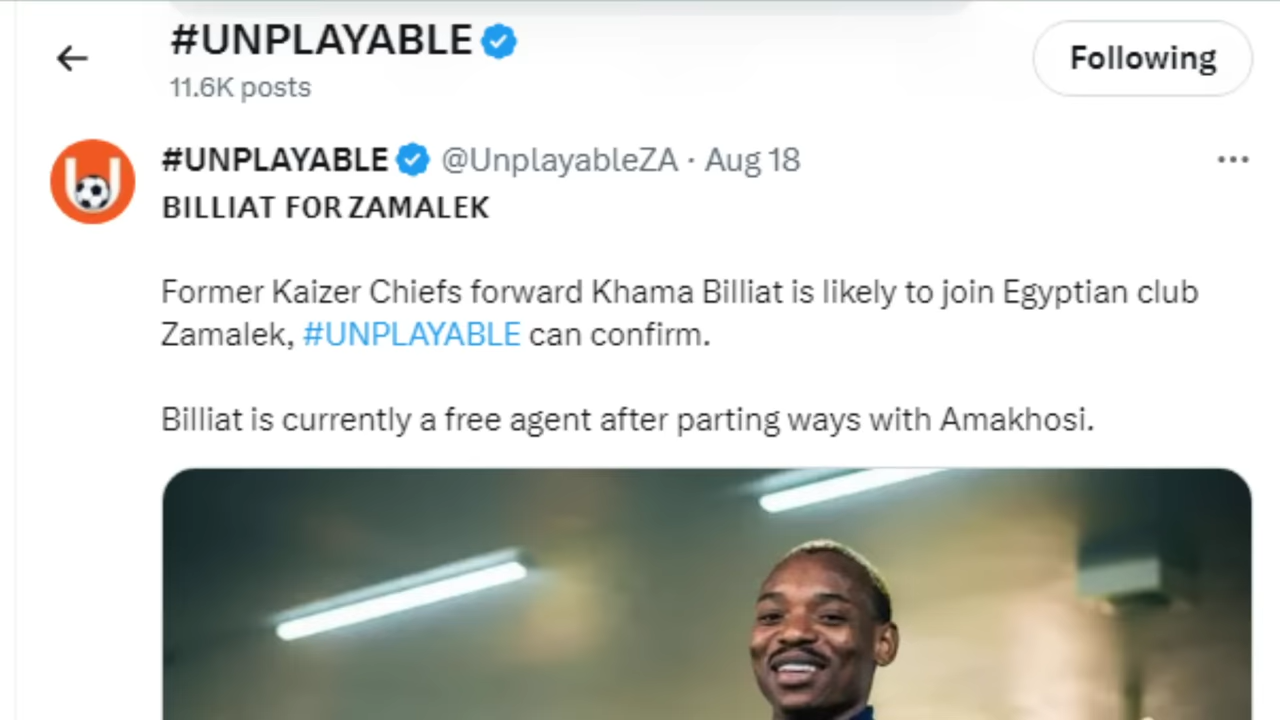 #UNPLAYABLE
11.6K posts
Following
#UNPLAYABLE @UnplayableZA · Aug 18
BILLIAT FOR ZAMALEK
Former Kaizer Chiefs forward Khama Billiat is likely to join Egyptian club
Zamalek, #UNPLAYABLE can confirm.
Billiat is currently a free agent after parting ways with Amakhosi.